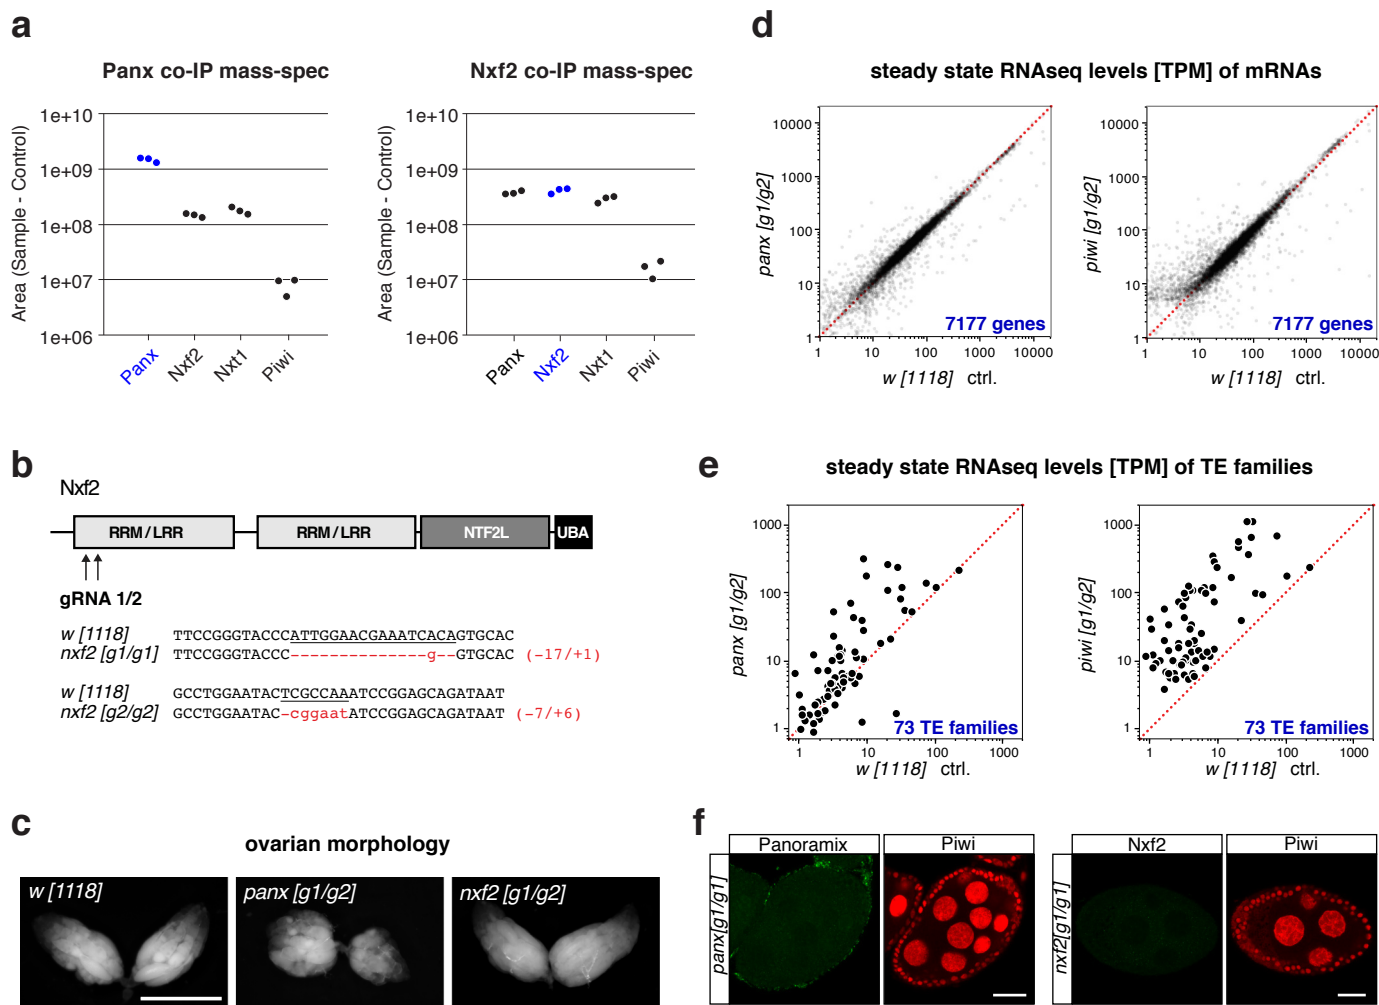 a
Panx co-IP mass-spec
Area (Sample - Control)
1e+10
1e+09
1e+08
1e+07
1e+06
Panx
Nxf2
Nxt1
Piwi
Nxf2 co-IP mass-spec
Area (Sample - Control)
1e+10
1e+09
1e+08
1e+07
1e+06
Panx
Nxf2
Nxt1
Piwi
b
Nxf2
RRM / LRR
RRM / LRR
NTF2L
UBA
gRNA 1/2
w [1118] TTCCGGGTACCCATTGGAACGAAATCACAGTGCAC
nxf2 [g1/g1] TTCCGGGTACCC--------------g--GTGCAC (-17/+1)
w [1118] GCCTGGAATACTCGCCAAATCCGGAGCAGATAAT
nxf2 [g2/g2] GCCTGGAATAC-cggaatATCCGGAGCAGATAAT (-7/+6)
c
ovarian morphology
w [1118]
panx [g1/g2]
nxf2 [g1/g2]
d
steady state RNAseq levels [TPM] of mRNAs
panx [g1/g2]
10000
1000
100
10
1
7177 genes
1 10 100 1000 10000
w [1118] ctrl.
piwi [g1/g2]
10000
1000
100
10
1
7177 genes
1 10 100 1000 10000
w [1118] ctrl.
e
steady state RNAseq levels [TPM] of TE families
panx [g1/g2]
1000
100
10
1
73 TE families
1 10 100 1000
w [1118] ctrl.
piwi [g1/g2]
1000
100
10
1
73 TE families
1 10 100 1000
w [1118] ctrl.
f
Panoramix
Piwi
panx[g1/g1]
Nxf2
Piwi
nxf2[g1/g1]